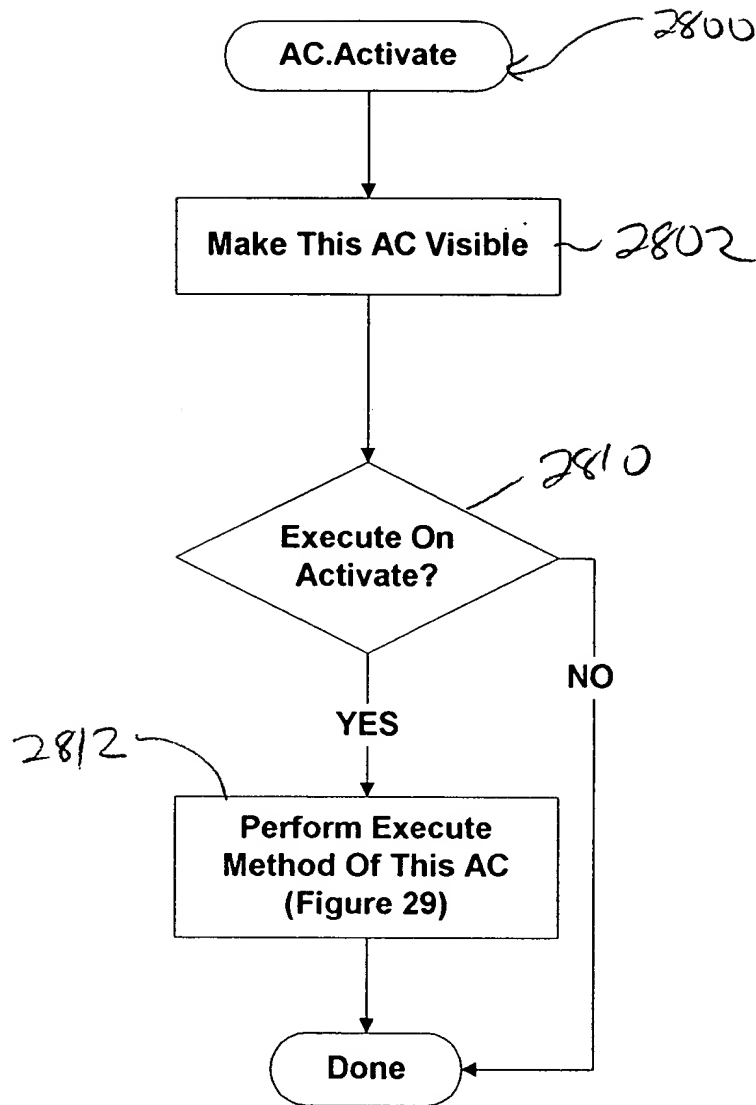 2800
AC.Activate
Make This AC Visible
2802
2810
Execute On
Activate?
NO
YES
2812
Perform Execute
Method Of This AC
(Figure 29)
Done